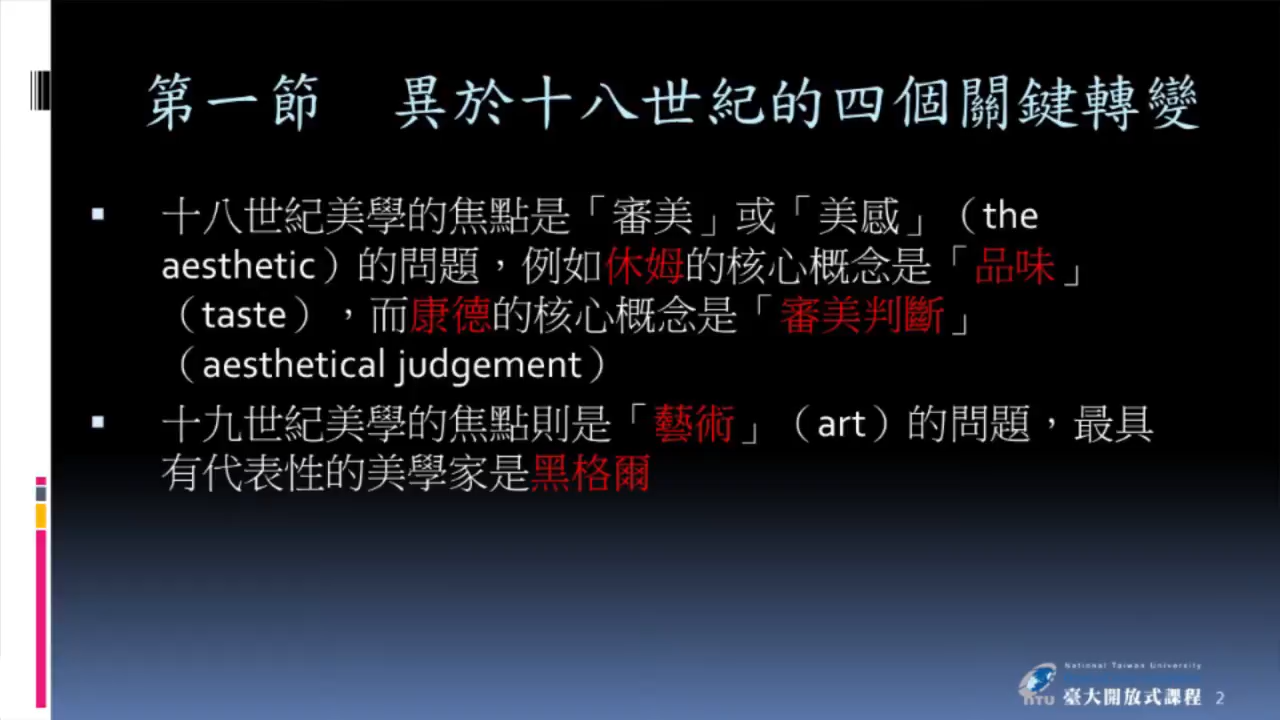 第一節　異於十八世紀的四個關鍵轉變
十八世紀美學的焦點是「審美」或「美感」（the
aesthetic）的問題，例如休姆的核心概念是「品味」
（taste），而康德的核心概念是「審美判斷」
（aesthetical judgement）
十九世紀美學的焦點則是「藝術」（art）的問題，最具
有代表性的美學家是黑格爾
National Taiwan University
NTU 臺大開放式課程 2